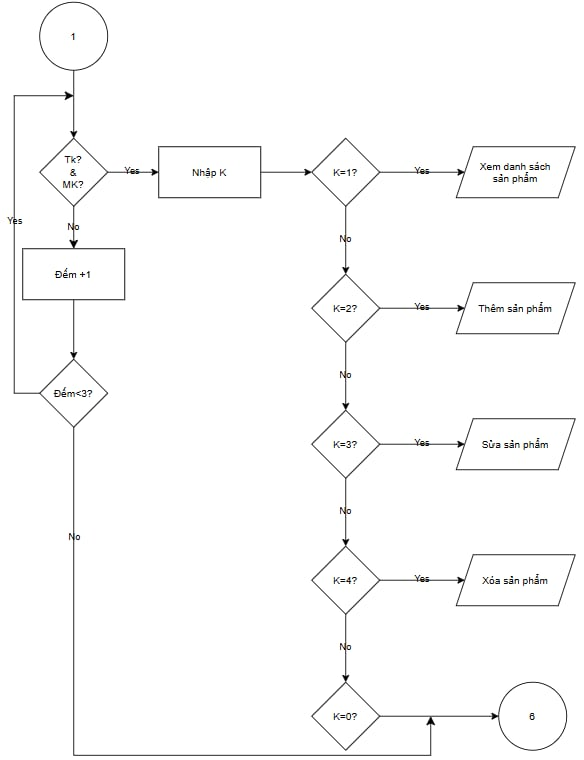 1
Tk?
&
MK?
Yes
Nhập K
K=1?
Yes
Xem danh sách
sản phẩm
Yes
No
No
Đếm +1
K=2?
Yes
Thêm sản phẩm
No
Đếm<3?
K=3?
Yes
Sửa sản phẩm
No
No
K=4?
Yes
Xóa sản phẩm
No
K=0?
6